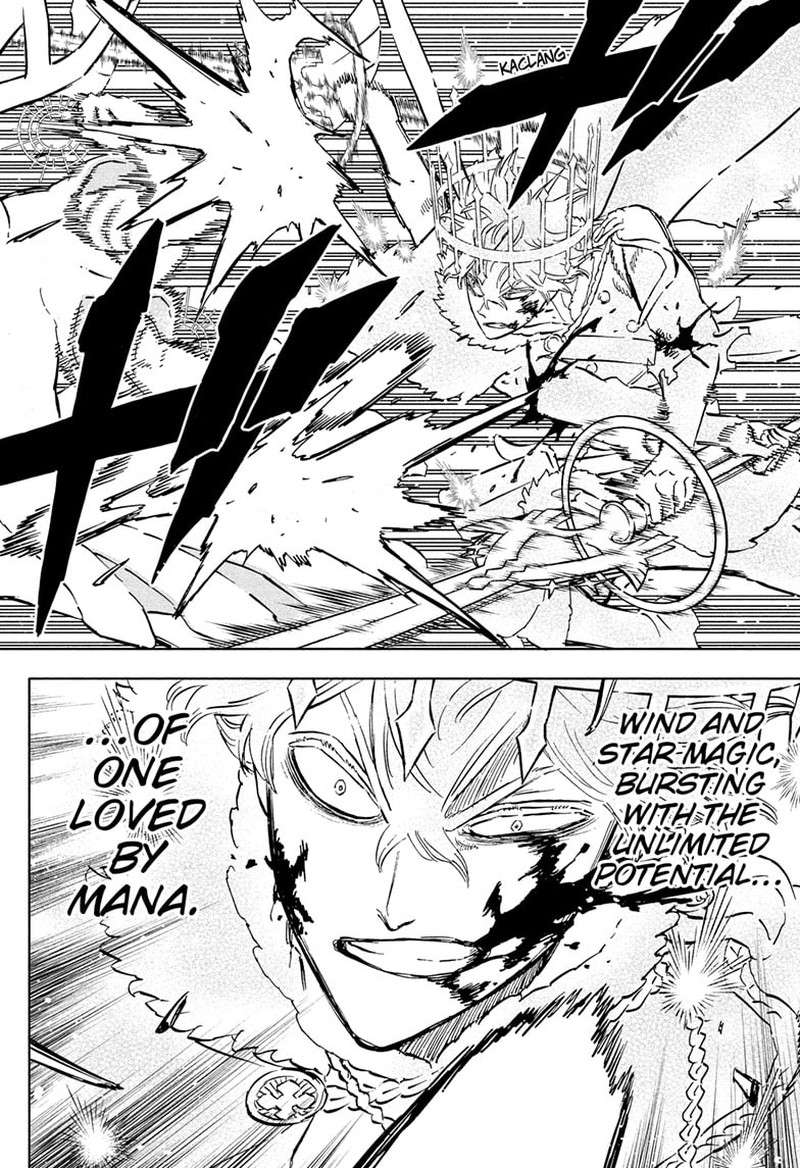 KACLANG
WIND AND
STAR MAGIC,
BURSTING
WITH THE
UNLIMITED
POTENTIAL...
...OF
ONE
LOVED
BY
MANA.